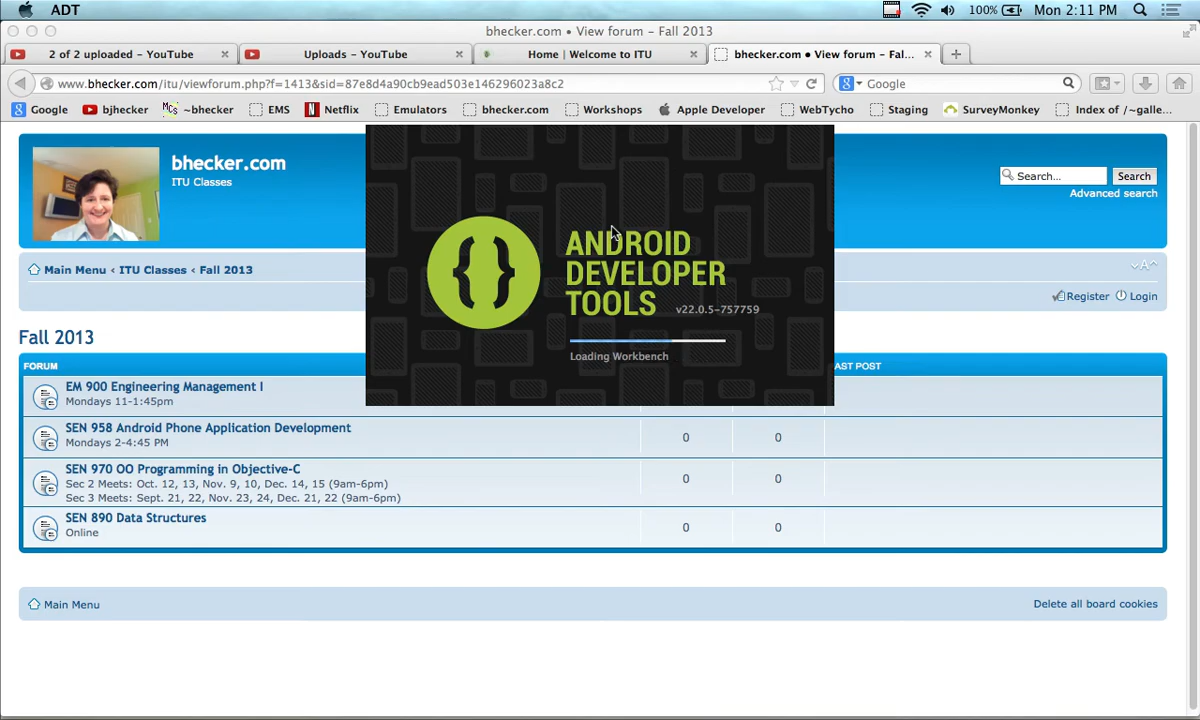 ADT
100%
Mon 2:11 PM
bhecker.com • View forum – Fall 2013
2 of 2 uploaded – YouTube
Uploads – YouTube
Home | Welcome to ITU
bhecker.com • View forum – Fal...
www.bhecker.com/itu/viewforum.php?f=1413&sid=87e8d4a90cb9ead503e146296023a8c2
Google
Google
bjhecker
~bhecker
EMS
Netflix
Emulators
bhecker.com
Workshops
Apple Developer
WebTycho
Staging
SurveyMonkey
Index of /~galle...
bhecker.com
ITU Classes
Search...
Search
Advanced search
Main Menu ‹ ITU Classes ‹ Fall 2013
Register
Login
ANDROID
DEVELOPER
TOOLS
v22.0.5-757759
Loading Workbench
Fall 2013
FORUM
AST POST
EM 900 Engineering Management I
Mondays 11-1:45pm
SEN 958 Android Phone Application Development
Mondays 2-4:45 PM
0
0
SEN 970 OO Programming in Objective-C
Sec 2 Meets: Oct. 12, 13, Nov. 9, 10, Dec. 14, 15 (9am-6pm)
Sec 3 Meets: Sept. 21, 22, Nov. 23, 24, Dec. 21, 22 (9am-6pm)
0
0
SEN 890 Data Structures
Online
0
0
Main Menu
Delete all board cookies